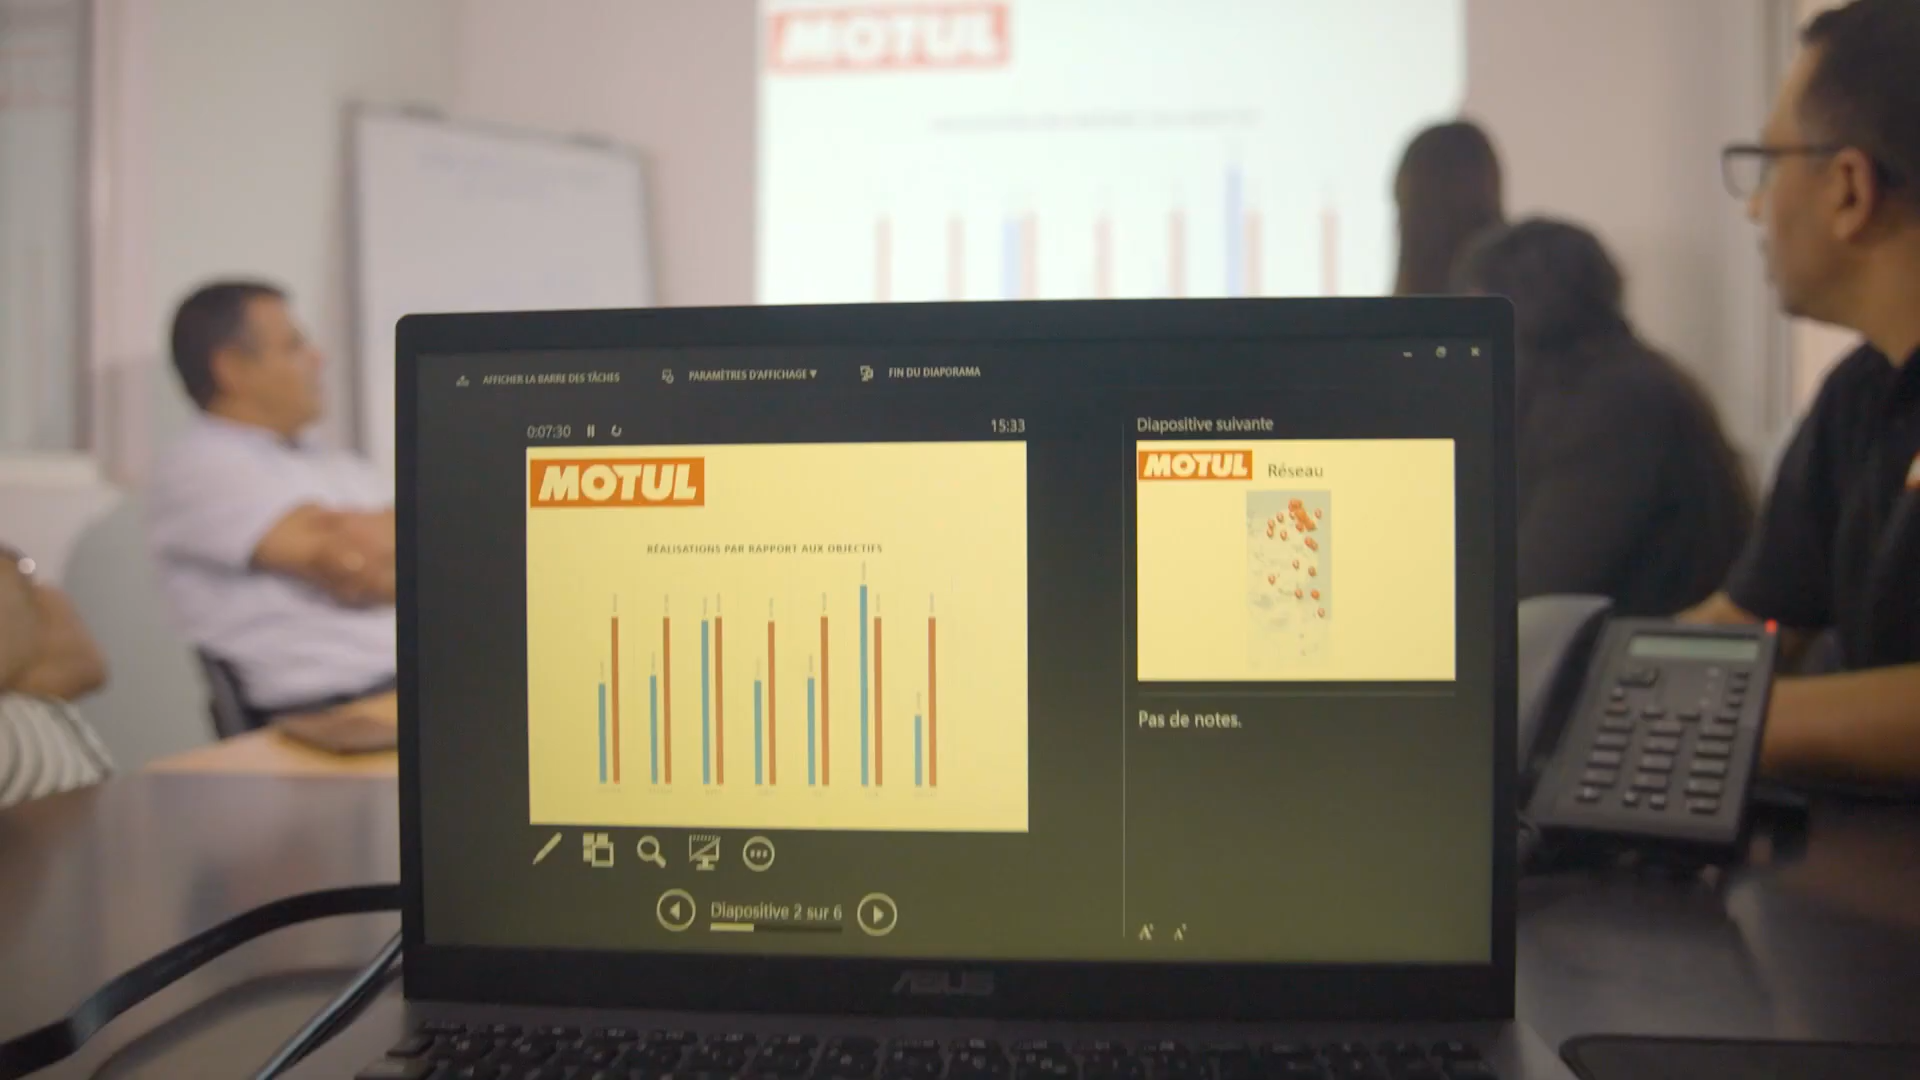 MOTUL
AFFICHER LA BARRE DES TÂCHES
PARAMÈTRES D'AFFICHAGE ▼
FIN DU DIAPORAMA
0:07:30
15:33
Diapositive suivante
MOTUL
MOTUL
Réseau
RÉALISATIONS PAR RAPPORT AUX OBJECTIFS
Pas de notes.
Diapositive 2 sur 6
ASUS